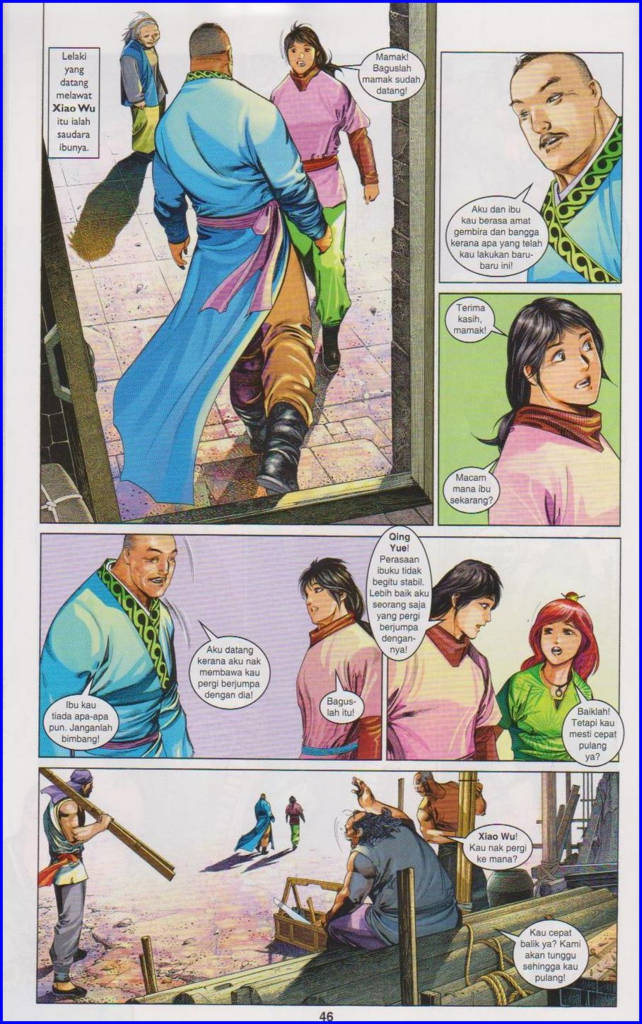 Lelaki
yang
datang
melawat
Xiao Wu
itu ialah
saudara
ibunya.
Mamak!
Baguslah
mamak sudah
datang!
Aku dan ibu
kau berasa amat
gembira dan bangga
kerana apa yang telah
kau lakukan baru-
baru ini!
Terima
kasih,
mamak!
Macam
mana ibu
sekarang?
Ibu kau
tiada apa-apa
pun. Janganlah
bimbang!
Aku datang
kerana aku nak
membawa kau
pergi berjumpa
dengan dia!
Bagus-
lah itu!
Qing
Yue!
Perasaan
ibuku tidak
begitu stabil.
Lebih baik aku
seorang saja
yang pergi
berjumpa
dengan-
nya!
Baiklah!
Tetapi kau
mesti cepat
pulang
ya?
Xiao Wu!
Kau nak pergi
ke mana?
Kau cepat
balik ya? Kami
akan tunggu
sehingga kau
pulang!
46